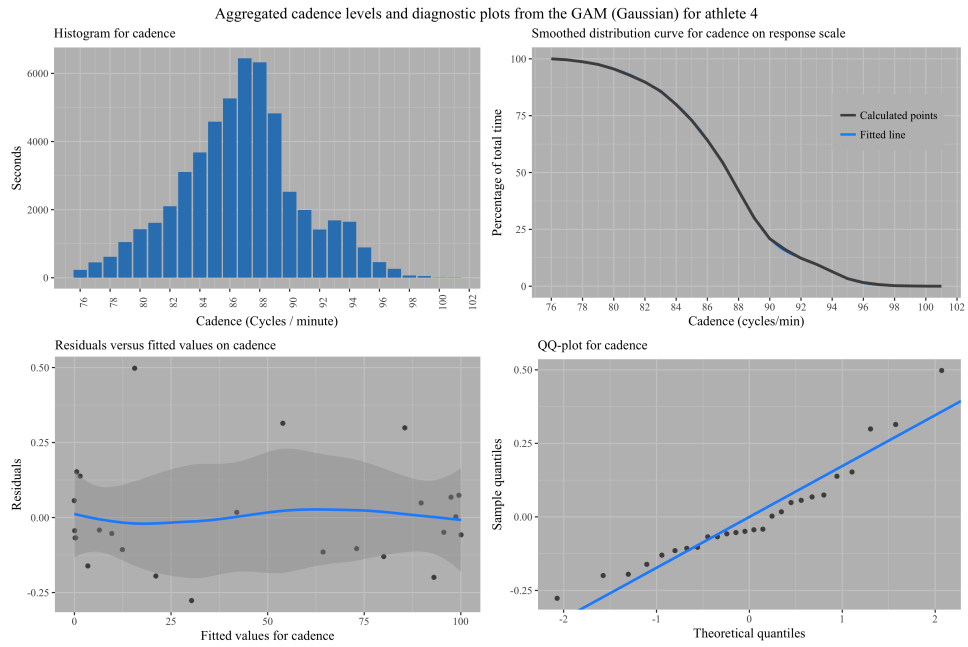 Aggregated cadence levels and diagnostic plots from the GAM (Gaussian) for athlete 4
Histogram for cadence
Seconds
6000
4000
2000
0
76 78 80 82 84 86 88 90 92 94 96 98 100 102
Cadence (Cycles / minute)
Smoothed distribution curve for cadence on response scale
Percentage of total time
100
75
50
25
0
Calculated points
Fitted line
76 78 80 82 84 86 88 90 92 94 96 98 100 102
Cadence (cycles/min)
Residuals versus fitted values on cadence
Residuals
0.50
0.25
0.00
-0.25
0 25 50 75 100
Fitted values for cadence
QQ-plot for cadence
Sample quantiles
0.50
0.25
0.00
-0.25
-2 -1 0 1 2
Theoretical quantiles